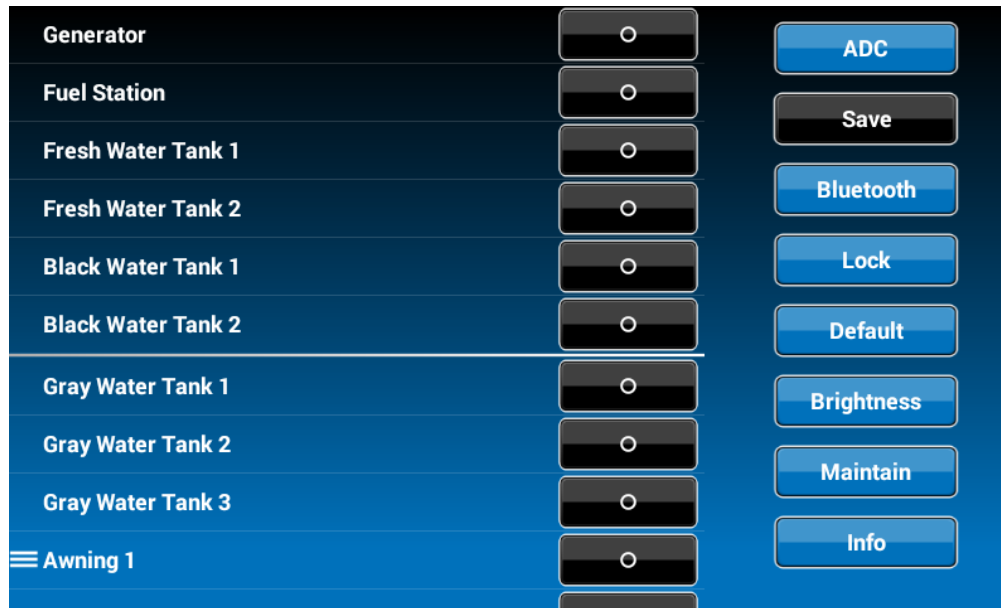 Generator
Fuel Station
Fresh Water Tank 1
Fresh Water Tank 2
Black Water Tank 1
Black Water Tank 2
Gray Water Tank 1
Gray Water Tank 2
Gray Water Tank 3
Awning 1
ADC
Save
Bluetooth
Lock
Default
Brightness
Maintain
Info